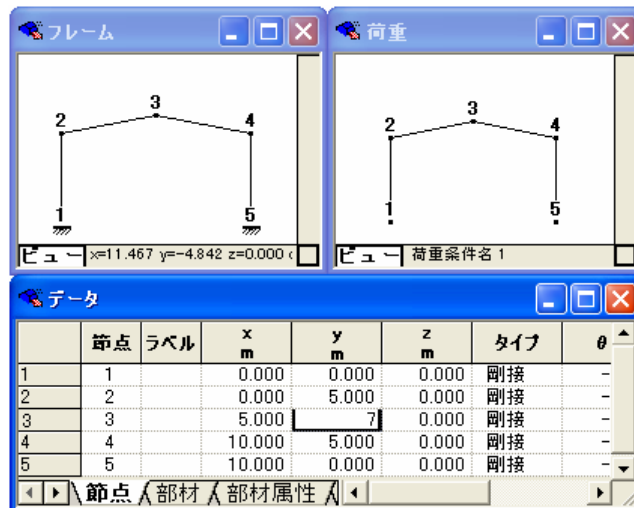 フレーム
3
2 4
1 5
ビュー x=11.467 y=-4.842 z=0.000
荷重
3
2 4
1 5
ビュー 荷重条件名 1
データ
節点 ラベル x m y m z m タイプ θ
1 1 0.000 0.000 0.000 剛接 -
2 2 0.000 5.000 0.000 剛接 -
3 3 5.000 7 0.000 剛接 -
4 4 10.000 5.000 0.000 剛接 -
5 5 10.000 0.000 0.000 剛接 -
節点 部材 部材属性